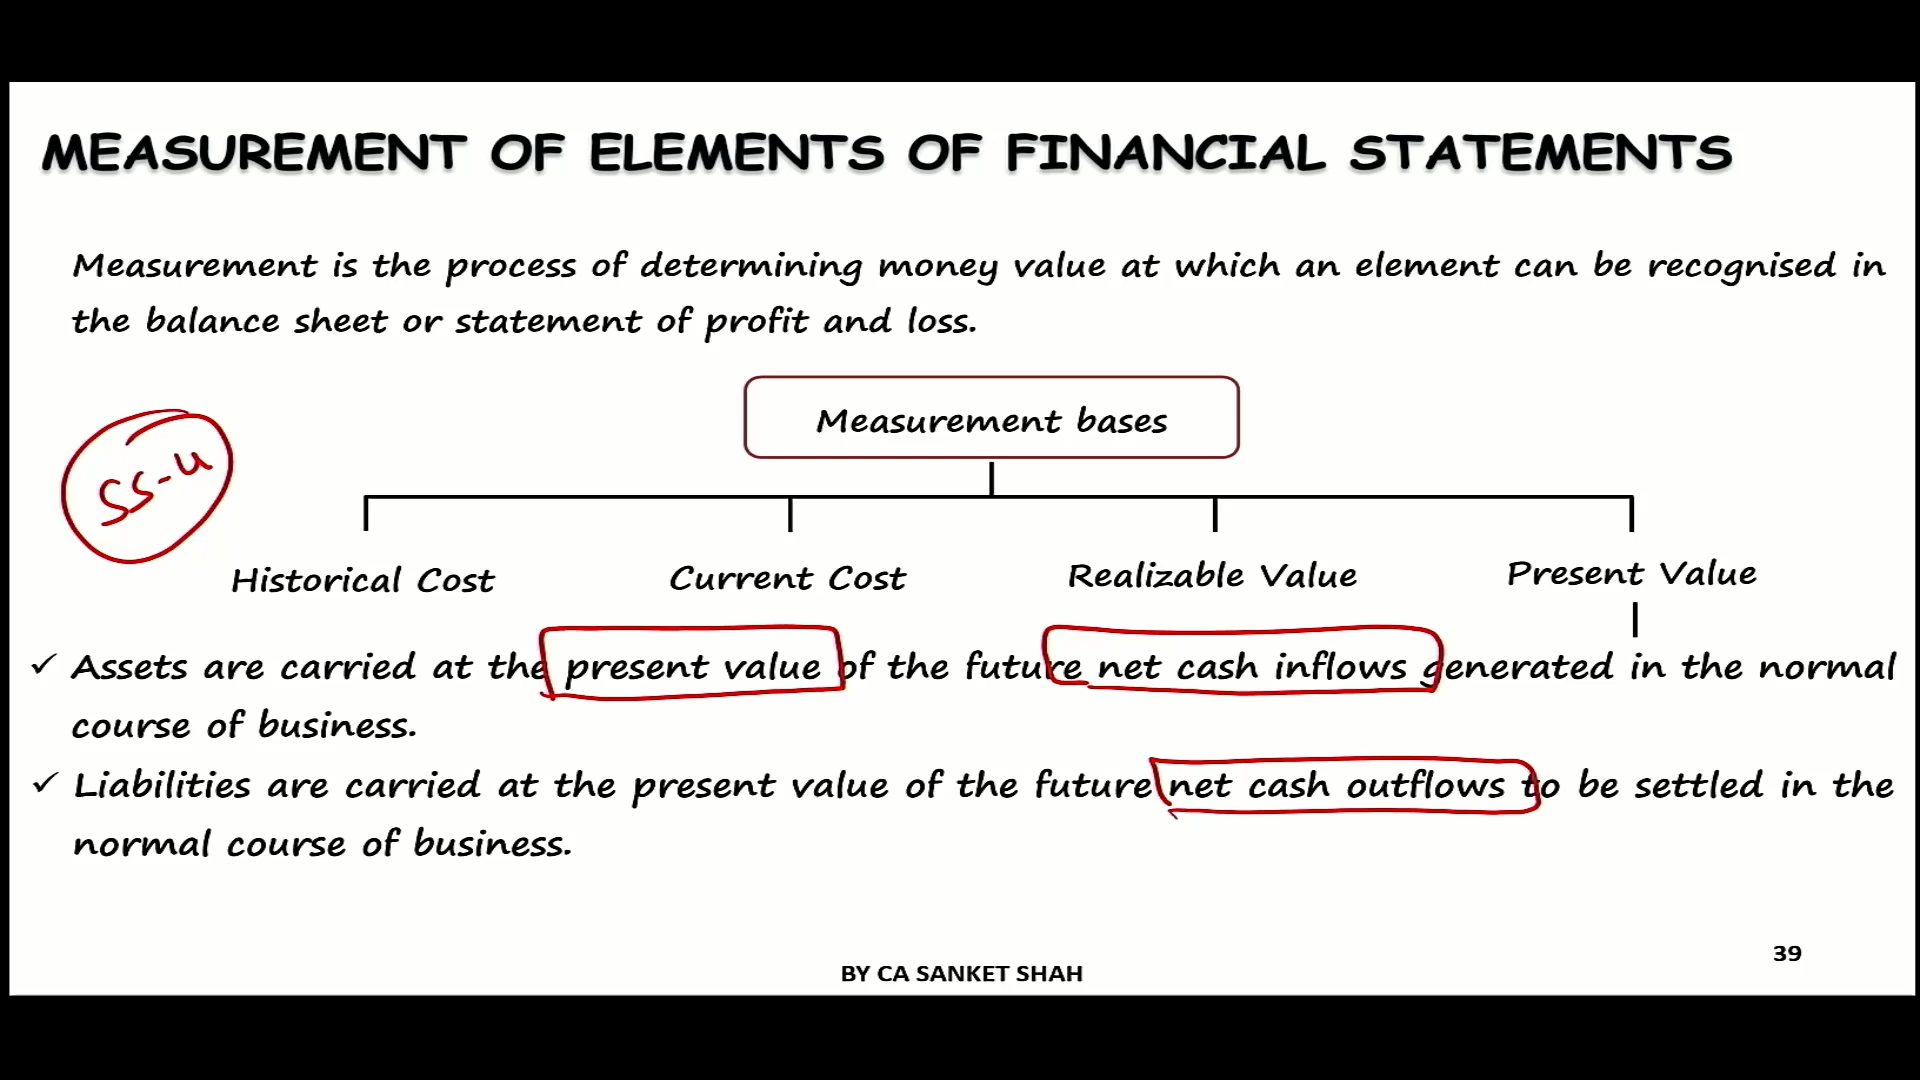 MEASUREMENT OF ELEMENTS OF FINANCIAL STATEMENTS
Measurement is the process of determining money value at which an element can be recognised in
the balance sheet or statement of profit and loss.
Measurement bases
SS-u
Historical Cost Current Cost Realizable Value Present Value
✓ Assets are carried at the present value of the future net cash inflows generated in the normal
course of business.
✓ Liabilities are carried at the present value of the future net cash outflows to be settled in the
normal course of business.
39
BY CA SANKET SHAH